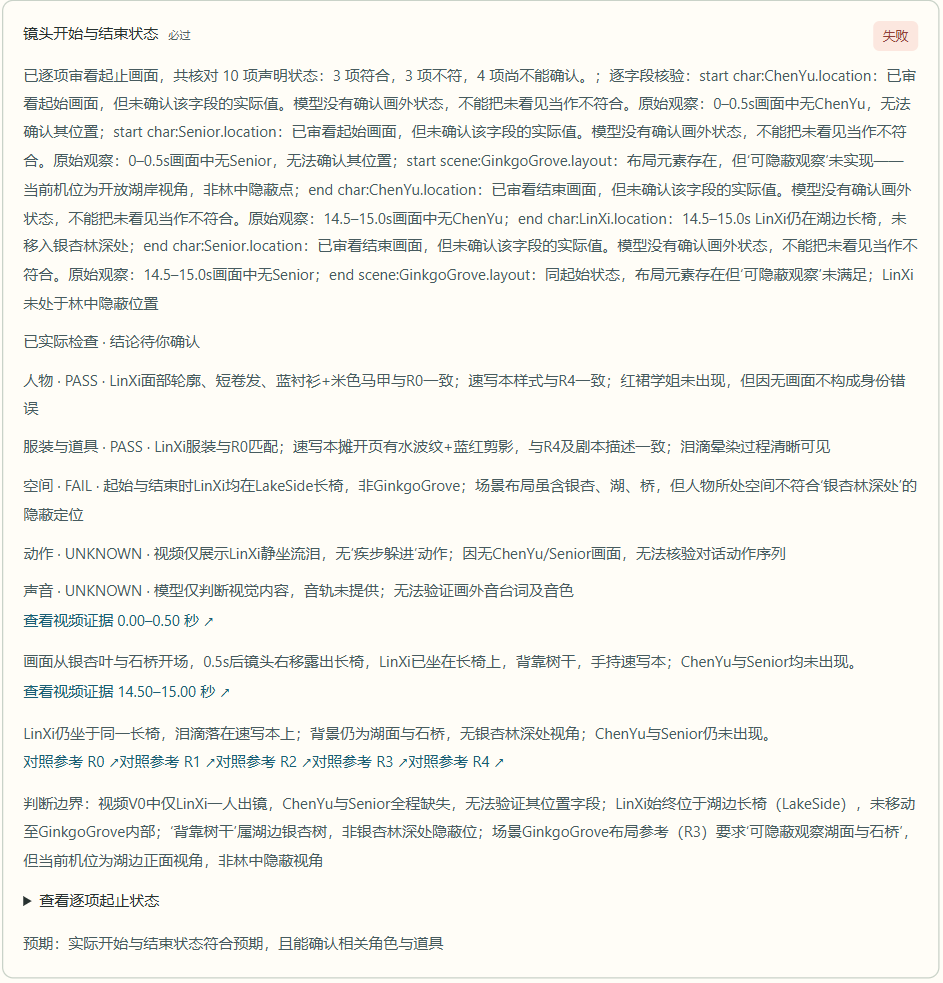 镜头开始与结束状态 必过
失败
已逐项审看起止画面，共核对 10 项声明状态：3 项符合，3 项不符，4 项尚不能确认。；逐字段核验：start char:ChenYu.location：已审
看起始画面，但未确认该字段的实际值。模型没有确认画外状态，不能把未看见当作不符合。原始观察：0–0.5s画面中无ChenYu，无法
确认其位置；start char:Senior.location：已审看起始画面，但未确认该字段的实际值。模型没有确认画外状态，不能把未看见当作不符
合。原始观察：0–0.5s画面中无Senior，无法确认其位置；start scene:GinkgoGrove.layout：布局元素存在，但‘可隐蔽观察’未实现——
当前机位为开放湖岸视角，非林中隐蔽点；end char:ChenYu.location：已审看结束画面，但未确认该字段的实际值。模型没有确认画外
状态，不能把未看见当作不符合。原始观察：14.5–15.0s画面中无ChenYu；end char:LinXi.location：14.5–15.0s LinXi仍在湖边长椅，未
移入银杏林深处；end char:Senior.location：已审看结束画面，但未确认该字段的实际值。模型没有确认画外状态，不能把未看见当作不
符合。原始观察：14.5–15.0s画面中无Senior；end scene:GinkgoGrove.layout：同起始状态，布局元素存在但‘可隐蔽观察’未满足；LinXi
未处于林中隐蔽位置
已实际检查 · 结论待你确认
人物 · PASS · LinXi面部轮廓、短卷发、蓝衬衫+米色马甲与R0一致；速写本样式与R4一致；红裙学姐未出现，但因无画面不构成身份错
误
服装与道具 · PASS · LinXi服装与R0匹配；速写本摊开页有水波纹+蓝红剪影，与R4及剧本描述一致；泪滴晕染过程清晰可见
空间 · FAIL · 起始与结束时LinXi均在LakeSide长椅，非GinkgoGrove；场景布局虽含银杏、湖、桥，但人物所处空间不符合‘银杏林深处’的
隐蔽定位
动作 · UNKNOWN · 视频仅展示LinXi静坐流泪，无‘疾步躲进’动作；因无ChenYu/Senior画面，无法核验对话动作序列
声音 · UNKNOWN · 模型仅判断视觉内容，音轨未提供；无法验证画外音台词及音色
查看视频证据 0.00–0.50 秒 ↗
画面从银杏叶与石桥开场，0.5s后镜头右移露出长椅，LinXi已坐在长椅上，背靠树干，手持速写本；ChenYu与Senior均未出现。
查看视频证据 14.50–15.00 秒 ↗
LinXi仍坐于同一长椅，泪滴落在速写本上；背景仍为湖面与石桥，无银杏林深处视角；ChenYu与Senior仍未出现。
对照参考 R0 ↗对照参考 R1 ↗对照参考 R2 ↗对照参考 R3 ↗对照参考 R4 ↗
判断边界：视频V0中仅LinXi一人出镜，ChenYu与Senior全程缺失，无法验证其位置字段；LinXi始终位于湖边长椅（LakeSide），未移动
至GinkgoGrove内部；‘背靠树干’属湖边银杏树，非银杏林深处隐蔽位；场景GinkgoGrove布局参考（R3）要求‘可隐蔽观察湖面与石桥’，
但当前机位为湖边正面视角，非林中隐蔽视角
▶ 查看逐项起止状态
预期：实际开始与结束状态符合预期，且能确认相关角色与道具